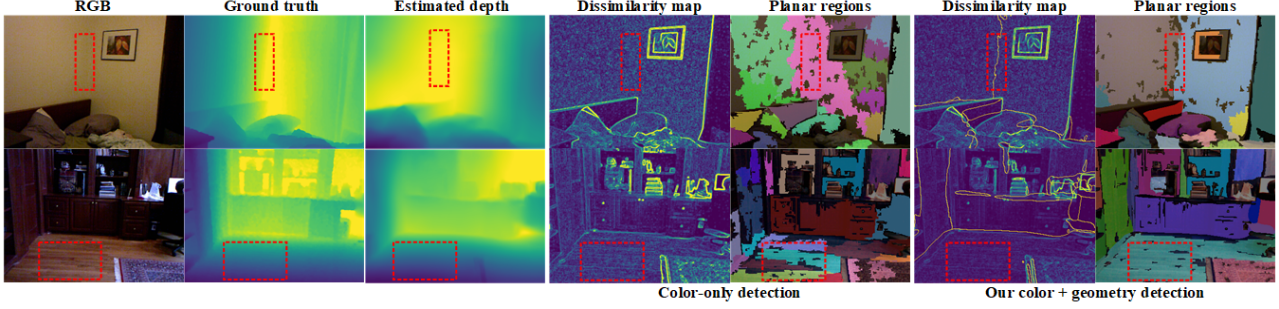 RGB
Ground truth
Estimated depth
Dissimilarity map
Planar regions
Dissimilarity map
Planar regions
Color-only detection
Our color + geometry detection